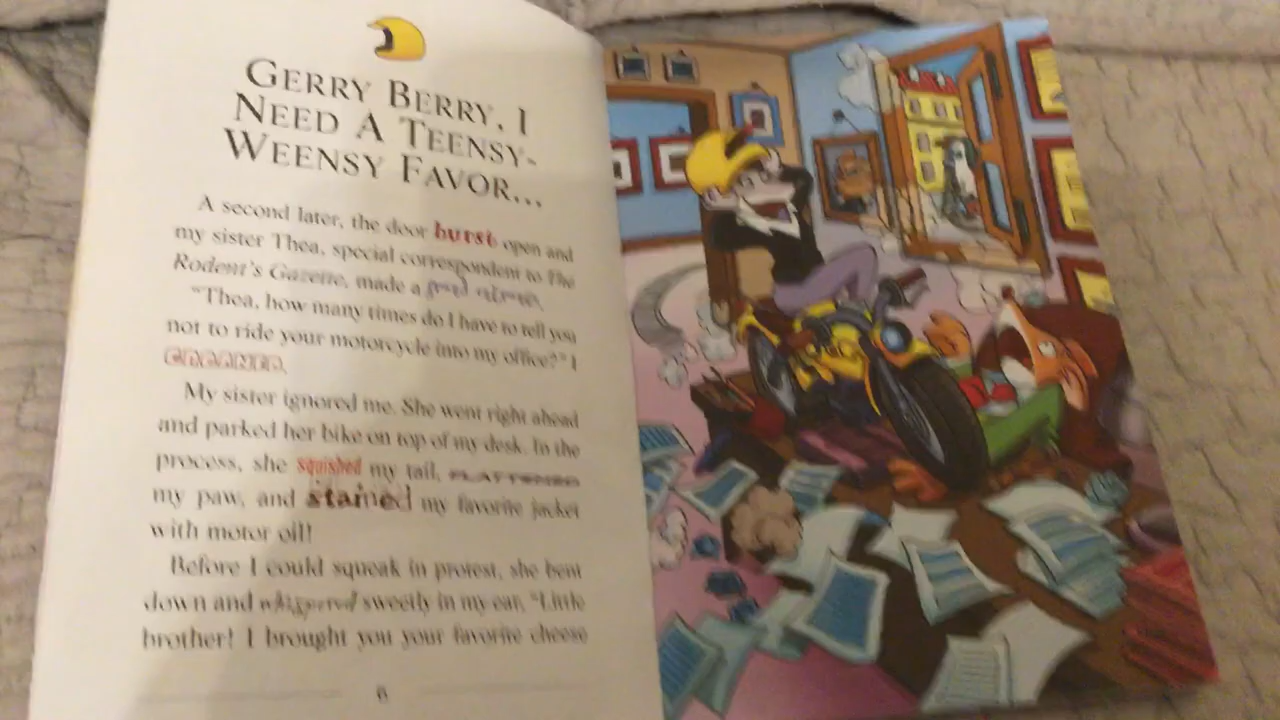 GERRY BERRY, I
NEED A TEENSY-
WEENSY FAVOR...
A second later, the door burst open and
my sister Thea, special correspondent to The
Rodent's Gazette, made a
"Thea, how many times do I have to tell you
not to ride your motorcycle into my office?" I
My sister ignored me. She went right ahead
and parked her bike on top of my desk. In the
process, she squished my tail, FLATTENED
my paw, and stained my favorite jacket
with motor oil!
Before I could squeak in protest, she bent
down and whispered sweetly in my ear, "Little
brother! I brought you your favorite cheese
6